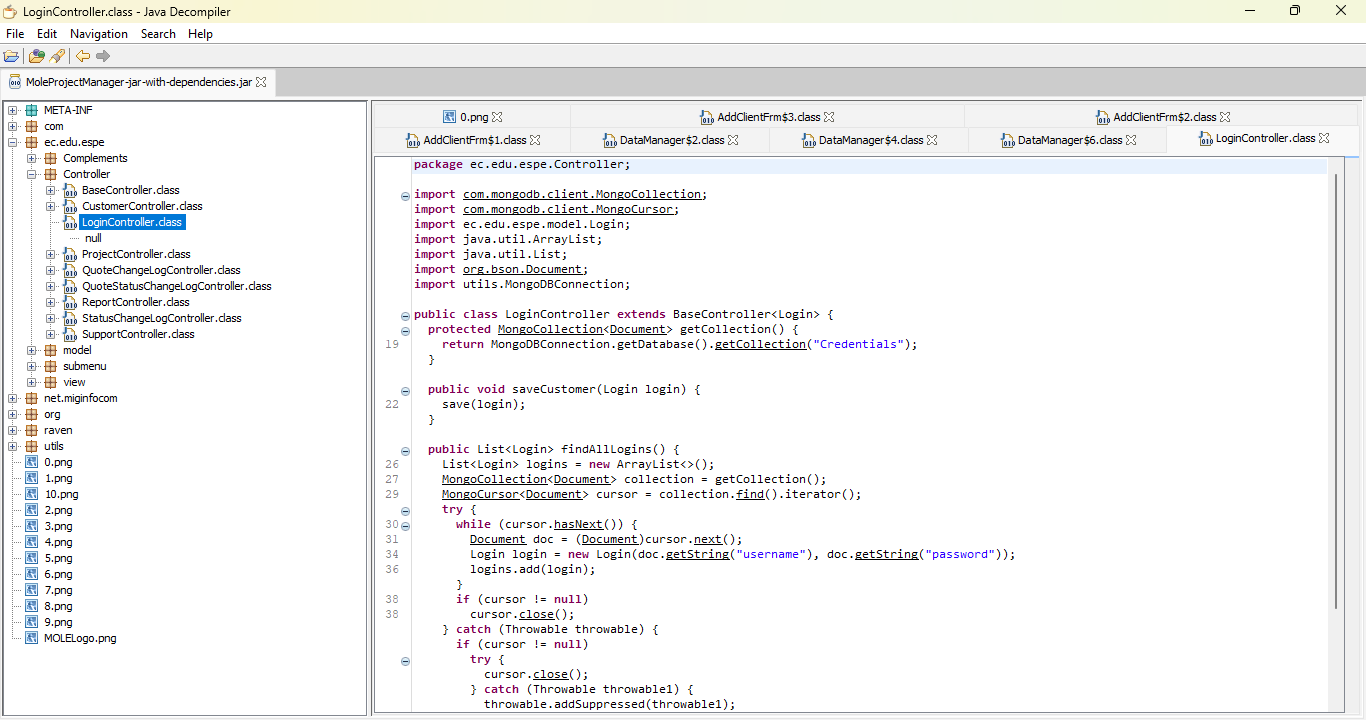 LoginController.class - Java Decompiler
File Edit Navigation Search Help
MoleProjectManager-jar-with-dependencies.jar
META-INF
com
ec.edu.espe
Complements
Controller
BaseController.class
CustomerController.class
LoginController.class
null
ProjectController.class
QuoteChangeLogController.class
QuoteStatusChangeLogController.class
ReportController.class
StatusChangeLogController.class
SupportController.class
model
submenu
view
net.miginfocom
org
raven
utils
0.png
1.png
10.png
2.png
3.png
4.png
5.png
6.png
7.png
8.png
9.png
MOLELogo.png
0.png AddClientFrm$3.class AddClientFrm$2.class
AddClientFrm$1.class DataManager$2.class DataManager$4.class DataManager$6.class LoginController.class
package ec.edu.espe.Controller;
import com.mongodb.client.MongoCollection;
import com.mongodb.client.MongoCursor;
import ec.edu.espe.model.Login;
import java.util.ArrayList;
import java.util.List;
import org.bson.Document;
import utils.MongoDBConnection;
public class LoginController extends BaseController<Login> {
protected MongoCollection<Document> getCollection() {
19 return MongoDBConnection.getDatabase().getCollection("Credentials");
}
public void saveCustomer(Login login) {
22 save(login);
}
public List<Login> findAllLogins() {
26 List<Login> logins = new ArrayList<>();
27 MongoCollection<Document> collection = getCollection();
29 MongoCursor<Document> cursor = collection.find().iterator();
try {
30 while (cursor.hasNext()) {
31 Document doc = (Document)cursor.next();
34 Login login = new Login(doc.getString("username"), doc.getString("password"));
36 logins.add(login);
}
38 if (cursor != null)
38 cursor.close();
} catch (Throwable throwable) {
if (cursor != null)
try {
cursor.close();
} catch (Throwable throwable1) {
throwable.addSuppressed(throwable1);